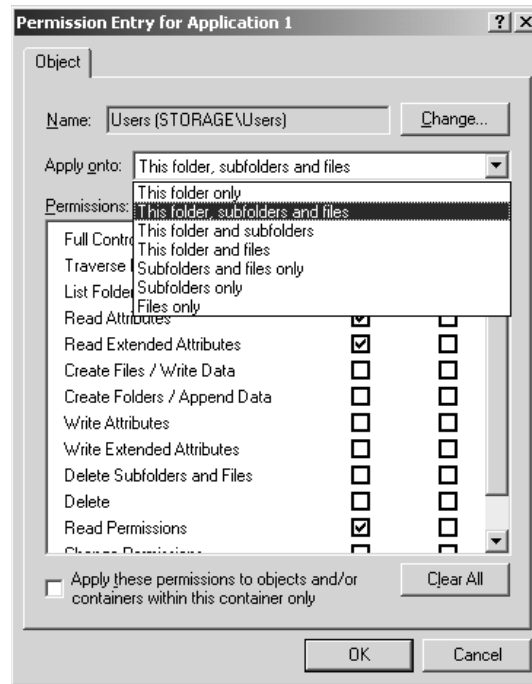 Permission Entry for Application 1
Object
Name: Users (STORAGE\Users) Change...
Apply onto: This folder, subfolders and files
This folder only
Permissions: This folder, subfolders and files
This folder and subfolders
Full Contro This folder and files
Traverse Subfolders and files only
List Folder Subfolders only
Files only
Read Attributes
Read Extended Attributes
Create Files / Write Data
Create Folders / Append Data
Write Attributes
Write Extended Attributes
Delete Subfolders and Files
Delete
Read Permissions
Apply these permissions to objects and/or Clear All
containers within this container only
OK Cancel